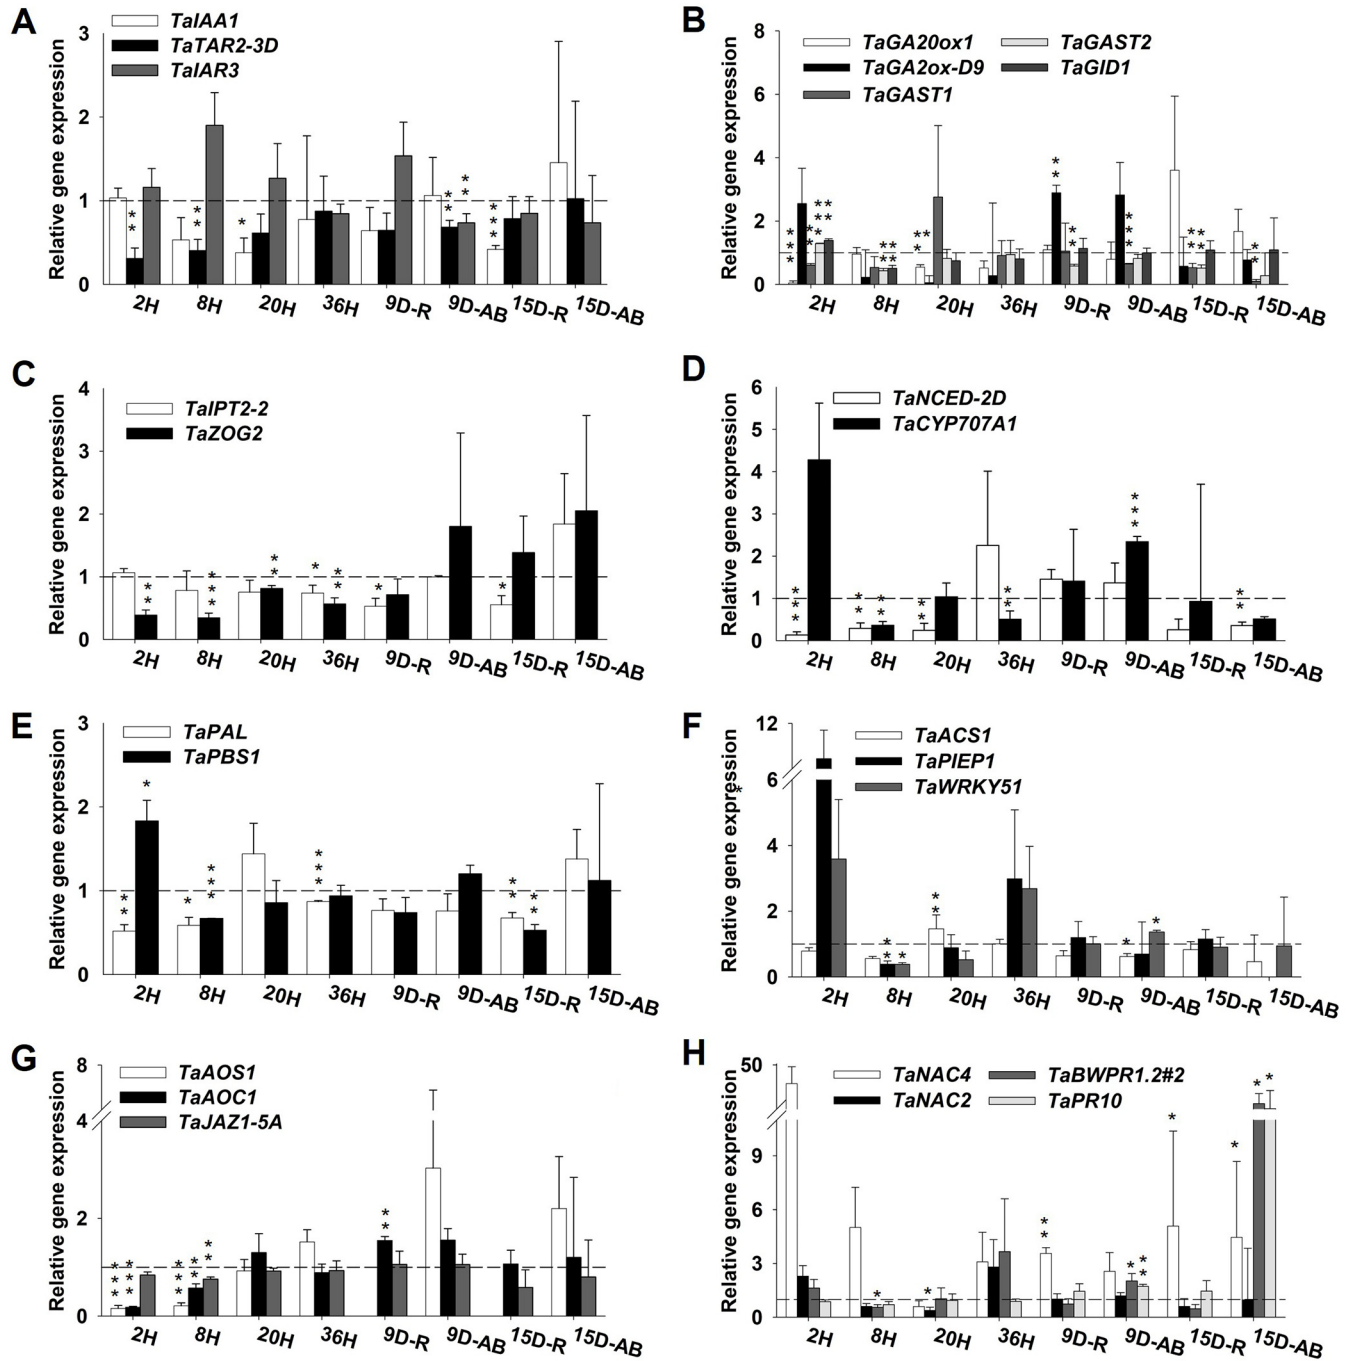 A
TaIAA1
TaTAR2-3D
TaIAR3
Relative gene expression
3
2
1
0
2H 8H 20H 36H 9D-R 9D-AB 15D-R 15D-AB
B
TaGA20ox1 TaGAST2
TaGA2ox-D9 TaGID1
TaGAST1
Relative gene expression
8
6
4
2
0
2H 8H 20H 36H 9D-R 9D-AB 15D-R 15D-AB
C
TaIPT2-2
TaZOG2
Relative gene expression
4
3
2
1
0
2H 8H 20H 36H 9D-R 9D-AB 15D-R 15D-AB
D
TaNCED-2D
TaCYP707A1
Relative gene expression
6
5
4
3
2
1
0
2H 8H 20H 36H 9D-R 9D-AB 15D-R 15D-AB
E
TaPAL
TaPBS1
Relative gene expression
3
2
1
0
2H 8H 20H 36H 9D-R 9D-AB 15D-R 15D-AB
F
TaACS1
TaPIEP1
TaWRKY51
Relative gene expression
12
6
4
2
0
2H 8H 20H 36H 9D-R 9D-AB 15D-R 15D-AB
G
TaAOS1
TaAOC1
TaJAZ1-5A
Relative gene expression
8
4
2
0
2H 8H 20H 36H 9D-R 9D-AB 15D-R 15D-AB
H
TaNAC4 TaBWPR1.2#2
TaNAC2 TaPR10
Relative gene expression
50
9
6
3
0
2H 8H 20H 36H 9D-R 9D-AB 15D-R 15D-AB